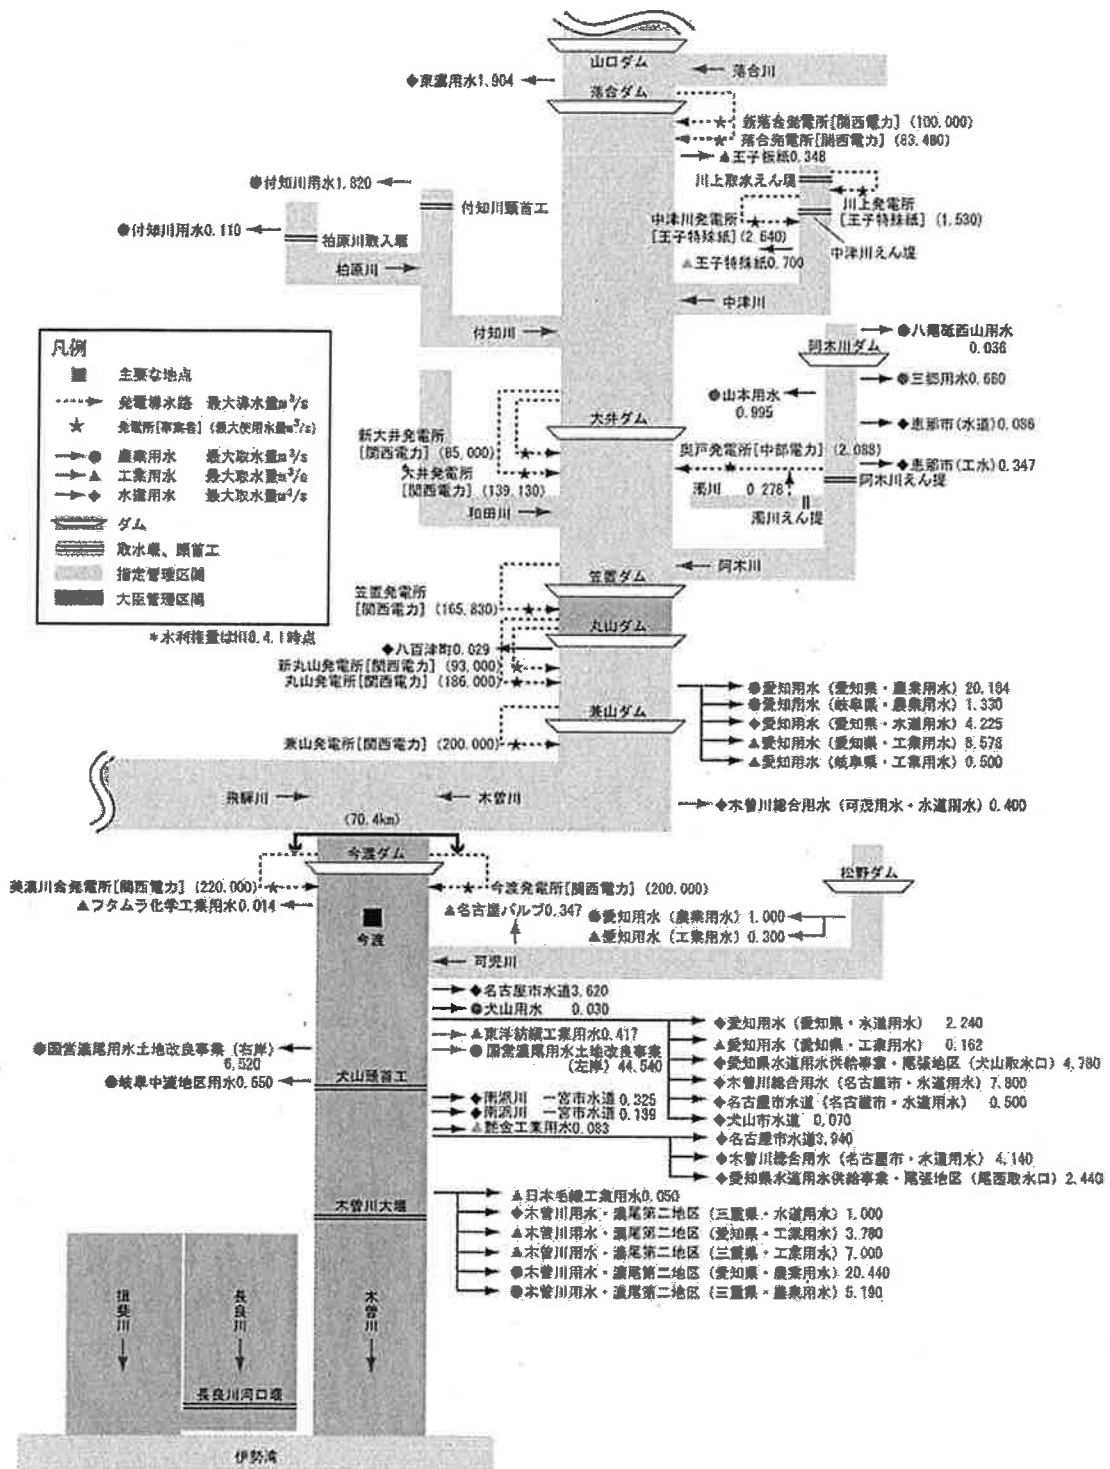 山口ダム
落合川
◆東濃用水1.904
落合ダム
新落合発電所[関西電力] (100.000)
落合発電所[関西電力] (83.480)
▲王子板紙0.348
川上取水えん堤
川上発電所
[王子特殊紙] (1.530)
中津川発電所
[王子特殊紙] (2.640)
中津川えん堤
▲王子特殊紙0.700
中津川
●付知川用水1.820
付知川頭首工
●付知川用水0.110
柏原川取入堰
柏原川
付知川
凡例
主要な地点
発電導水路 最大導水量m³/s
発電所[事業者] (最大使用水量m³/s)
農業用水 最大取水量m³/s
工業用水 最大取水量m³/s
水道用水 最大取水量m³/s
ダム
取水堰、頭首工
指定管理区間
大臣管理区間
*水利権量はH18.4.1時点
●八屋砥西山用水
0.036
阿木川ダム
●三郷用水0.660
●山本用水
0.995
◆恵那市(水道)0.086
大井ダム
新大井発電所
[関西電力] (85.000)
大井発電所
[関西電力] (139.130)
奥戸発電所[中部電力] (2.088)
◆恵那市(工水)0.347
阿木川えん堤
濁川 0.278
濁川えん堤
和田川
阿木川
笠置ダム
笠置発電所
[関西電力] (165.830)
丸山ダム
◆八百津町0.029
新丸山発電所[関西電力] (93.000)
丸山発電所[関西電力] (186.000)
●愛知用水 (愛知県・農業用水) 20.184
●愛知用水 (岐阜県・農業用水) 1.330
◆愛知用水 (愛知県・水道用水) 4.225
▲愛知用水 (愛知県・工業用水) 8.578
▲愛知用水 (岐阜県・工業用水) 0.500
兼山ダム
兼山発電所[関西電力] (200.000)
飛騨川
木曽川
◆木曽川総合用水 (可茂用水・水道用水) 0.400
(70.4km)
今渡ダム
美濃川合発電所[関西電力] (220.000)
今渡発電所[関西電力] (200.000)
松野ダム
▲フタムラ化学工業用水0.014
今渡
▲名古屋パルプ0.347
●愛知用水 (農業用水) 1.000
▲愛知用水 (工業用水) 0.300
可児川
◆名古屋市水道3.620
●犬山用水 0.030
▲東洋紡績工業用水0.417
●国営濃尾用水土地改良事業
(左岸) 44.540
●国営濃尾用水土地改良事業 (右岸)
6.520
●岐阜中流地区用水0.550
犬山頭首工
◆愛知用水 (愛知県・水道用水) 2.240
▲愛知用水 (愛知県・工業用水) 0.162
◆愛知県水道用水供給事業・尾張地区 (犬山取水口) 4.780
◆木曽川総合用水 (名古屋市・水道用水) 7.800
◆名古屋市水道 (名古屋市・水道用水) 0.500
◆犬山市水道 0.070
◆南派川 一宮市水道 0.325
◆南派川 一宮市水道 0.139
工業用水0.083
◆名古屋市水道3.940
◆木曽川総合用水 (名古屋市・水道用水) 4.140
◆愛知県水道用水供給事業・尾張地区 (尾西取水口) 2.440
木曽川大堰
▲日本毛織工業用水0.050
◆木曽川用水・濃尾第二地区 (三重県・水道用水) 1.000
▲木曽川用水・濃尾第二地区 (愛知県・工業用水) 3.780
▲木曽川用水・濃尾第二地区 (三重県・工業用水) 7.000
●木曽川用水・濃尾第二地区 (愛知県・農業用水) 20.440
●木曽川用水・濃尾第二地区 (三重県・農業用水) 5.190
揖斐川
長良川
木曽川
長良川河口堰
伊勢湾